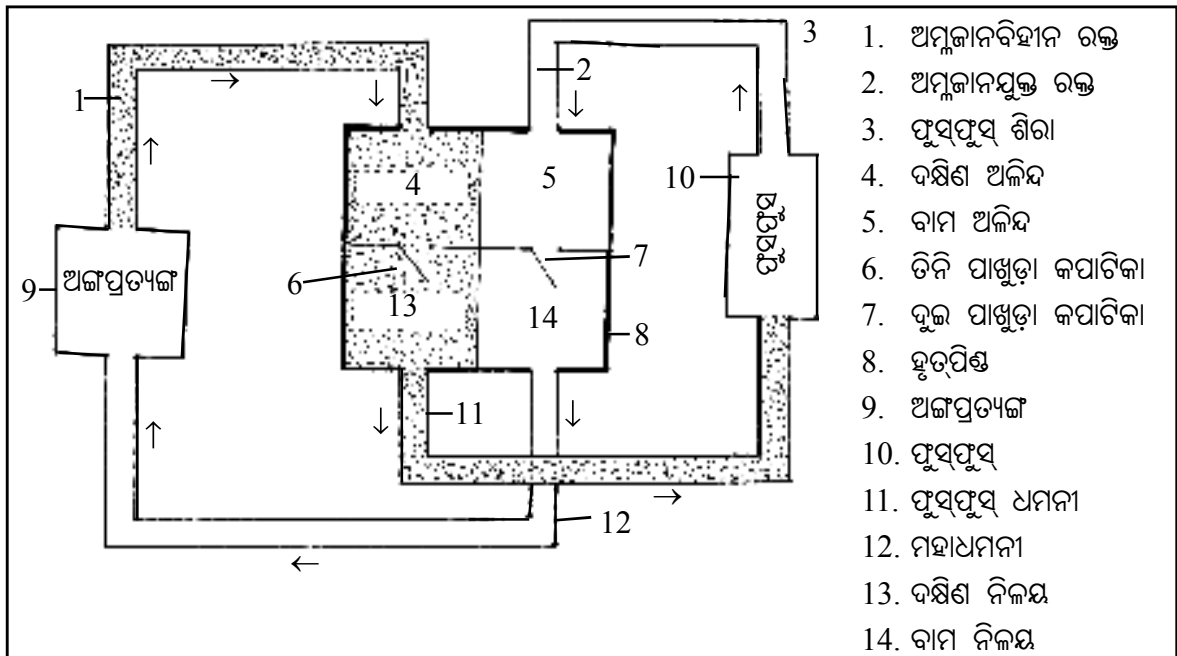 1. ଅମ୍ଳଜାନବିହୀନ ରକ୍ତ
2. ଅମ୍ଳଜାନଯୁକ୍ତ ରକ୍ତ
3. ଫୁସ୍‌ଫୁସ୍ ଶିରା
4. ଦକ୍ଷିଣ ଅଳିନ୍ଦ
5. ବାମ ଅଳିନ୍ଦ
6. ତିନି ପାଖୁଡ଼ା କପାଟିକା
7. ଦୁଇ ପାଖୁଡ଼ା କପାଟିକା
8. ହୃତ୍‌ପିଣ୍ଡ
9. ଅଙ୍ଗପ୍ରତ୍ୟଙ୍ଗ
10. ଫୁସ୍‌ଫୁସ୍
11. ଫୁସ୍‌ଫୁସ୍ ଧମନୀ
12. ମହାଧମନୀ
13. ଦକ୍ଷିଣ ନିଳୟ
14. ବାମ ନିଳୟ
1
2
3
4
5
6
7
8
9
ଅଙ୍ଗପ୍ରତ୍ୟଙ୍ଗ
10
ଫୁସ୍‌ଫୁସ୍
11
12
13
14